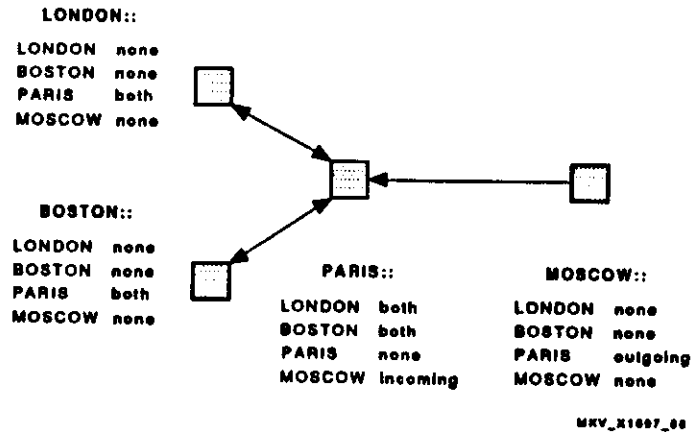 LONDON::
LONDON none
BOSTON none
PARIS both
MOSCOW none
BOSTON::
LONDON none
BOSTON none
PARIS both
MOSCOW none
PARIS::
LONDON both
BOSTON both
PARIS none
MOSCOW incoming
MOSCOW::
LONDON none
BOSTON none
PARIS outgoing
MOSCOW none
MKV_X1697_88